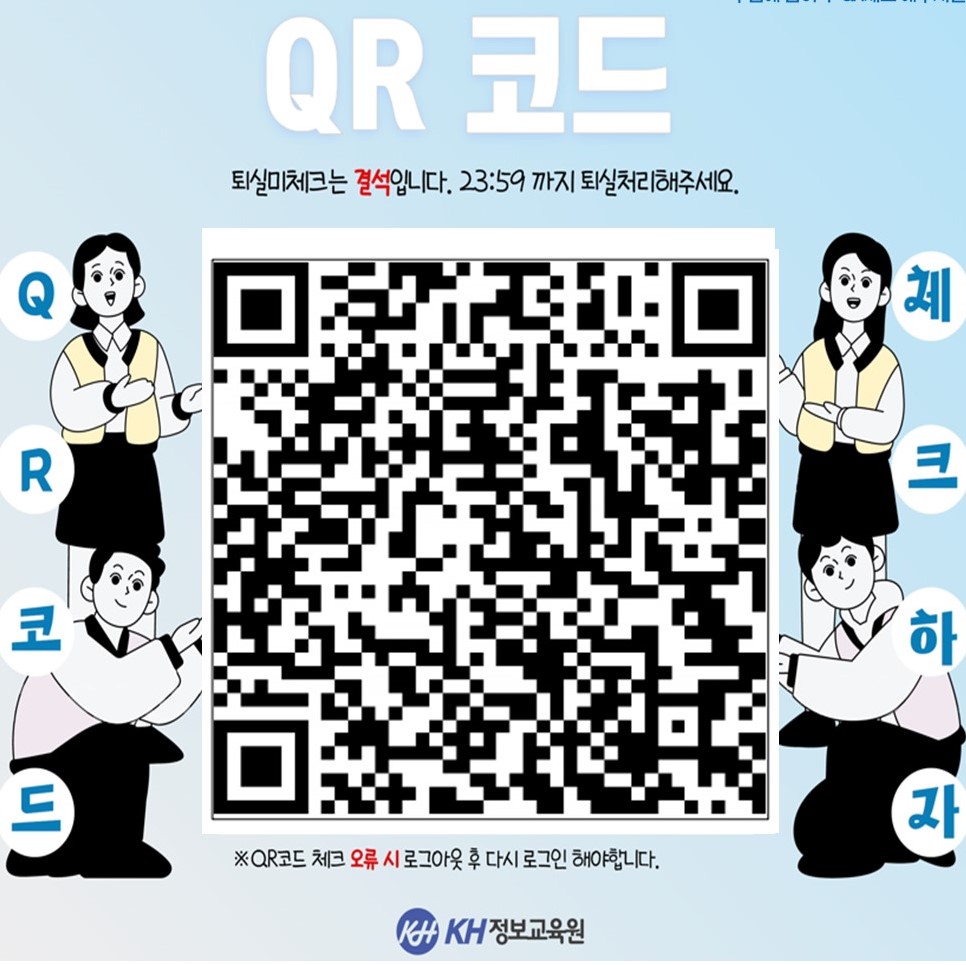 QR 코드
퇴실미체크는 결석입니다. 23:59 까지 퇴실처리해주세요.
Q
R
코
드
체
크
하
자
※QR코드 체크 오류 시 로그아웃 후 다시 로그인 해야합니다.
KH KH정보교육원